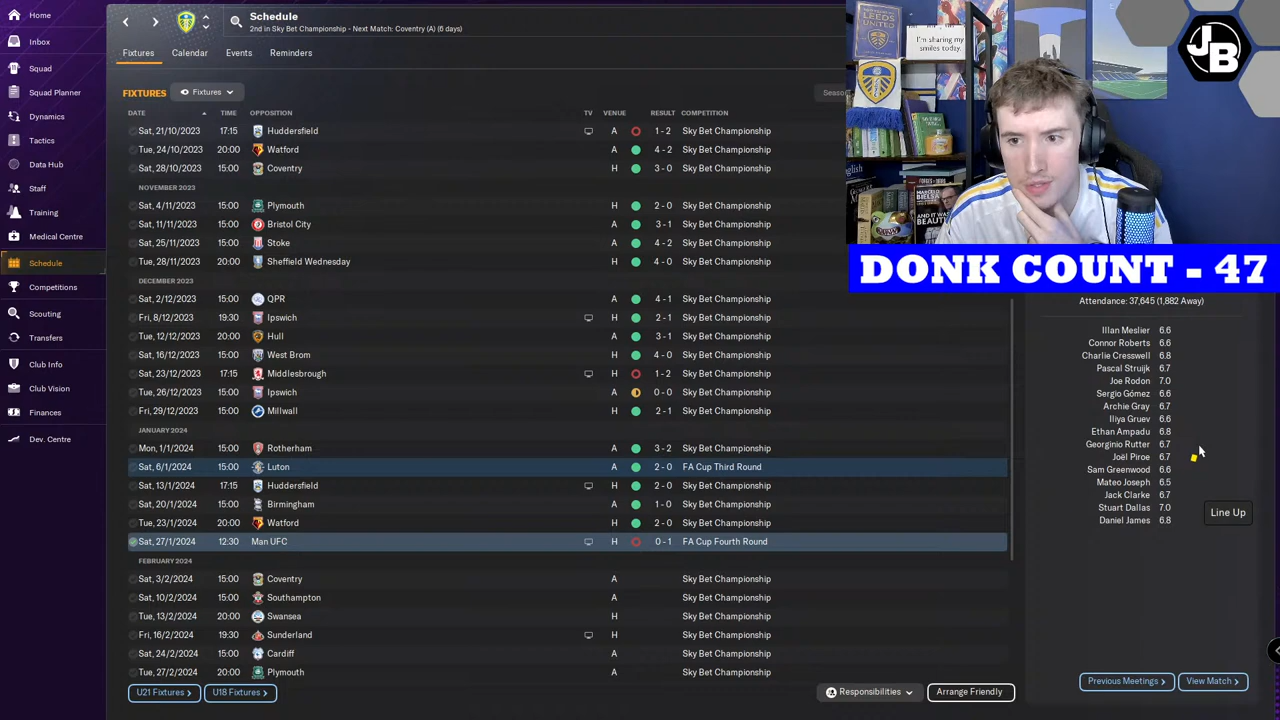 Home
Inbox
Squad
Squad Planner
Dynamics
Tactics
Data Hub
Staff
Training
Medical Centre
Schedule
Competitions
Scouting
Transfers
Club Info
Club Vision
Finances
Dev. Centre
Schedule
2nd in Sky Bet Championship - Next Match: Coventry (A) (6 days)
Fixtures Calendar Events Reminders
FIXTURES Fixtures
DATE TIME OPPOSITION TV VENUE RESULT COMPETITION
Sat, 21/10/2023 17:15 Huddersfield A 1 - 2 Sky Bet Championship
Tue, 24/10/2023 20:00 Watford A 4 - 2 Sky Bet Championship
Sat, 28/10/2023 15:00 Coventry H 3 - 0 Sky Bet Championship
NOVEMBER 2023
Sat, 4/11/2023 15:00 Plymouth H 2 - 0 Sky Bet Championship
Sat, 11/11/2023 15:00 Bristol City A 3 - 1 Sky Bet Championship
Sat, 25/11/2023 15:00 Stoke H 4 - 2 Sky Bet Championship
Tue, 28/11/2023 20:00 Sheffield Wednesday H 4 - 0 Sky Bet Championship
DECEMBER 2023
Sat, 2/12/2023 15:00 QPR A 4 - 1 Sky Bet Championship
Fri, 8/12/2023 19:30 Ipswich H 2 - 1 Sky Bet Championship
Tue, 12/12/2023 20:00 Hull A 3 - 1 Sky Bet Championship
Sat, 16/12/2023 15:00 West Brom H 4 - 0 Sky Bet Championship
Sat, 23/12/2023 17:15 Middlesbrough H 1 - 2 Sky Bet Championship
Tue, 26/12/2023 15:00 Ipswich A 0 - 0 Sky Bet Championship
Fri, 29/12/2023 15:00 Millwall H 2 - 1 Sky Bet Championship
JANUARY 2024
Mon, 1/1/2024 15:00 Rotherham A 3 - 2 Sky Bet Championship
Sat, 6/1/2024 15:00 Luton A 2 - 0 FA Cup Third Round
Sat, 13/1/2024 17:15 Huddersfield H 2 - 0 Sky Bet Championship
Sat, 20/1/2024 15:00 Birmingham A 1 - 0 Sky Bet Championship
Tue, 23/1/2024 20:00 Watford H 2 - 0 Sky Bet Championship
Sat, 27/1/2024 12:30 Man UFC H 0 - 1 FA Cup Fourth Round
FEBRUARY 2024
Sat, 3/2/2024 15:00 Coventry A Sky Bet Championship
Sat, 10/2/2024 15:00 Southampton A Sky Bet Championship
Tue, 13/2/2024 20:00 Swansea H Sky Bet Championship
Fri, 16/2/2024 19:30 Sunderland H Sky Bet Championship
Sat, 24/2/2024 15:00 Cardiff A Sky Bet Championship
Tue, 27/2/2024 20:00 Plymouth A Sky Bet Championship
U21 Fixtures U18 Fixtures
Responsibilities Arrange Friendly
LEEDS UNITED
I'm sharing my
smiles today.
JB
DONK COUNT - 47
Attendance: 37,645 (1,882 Away)
Illan Meslier 6.6
Connor Roberts 6.6
Charlie Cresswell 6.8
Pascal Struijk 6.7
Joe Rodon 7.0
Sergio Gómez 6.6
Archie Gray 6.7
Iliya Gruev 6.6
Ethan Ampadu 6.8
Georginio Rutter 6.7
Joël Piroe 6.7
Sam Greenwood 6.6
Mateo Joseph 6.5
Jack Clarke 6.7
Stuart Dallas 7.0
Daniel James 6.8
Line Up
Previous Meetings View Match